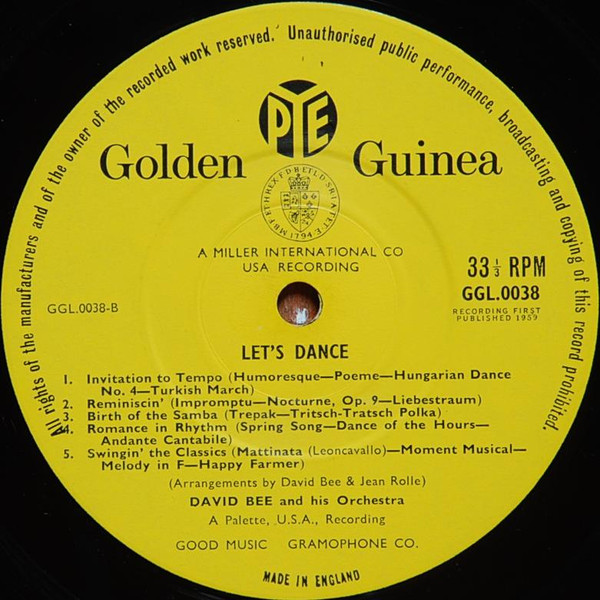 All rights of the manufacturers and of the owner of the recorded work reserved. Unauthorised public performance, broadcasting and copying of this record prohibited.
PYE
Golden Guinea
A MILLER INTERNATIONAL CO
USA RECORDING
33⅓ RPM
GGL.0038
GGL.0038-B
RECORDING FIRST
PUBLISHED 1959
LET'S DANCE
1. Invitation to Tempo (Humoresque—Poeme—Hungarian Dance
No. 4—Turkish March)
2. Reminiscin' (Impromptu—Nocturne, Op. 9—Liebestraum)
3. Birth of the Samba (Trepak—Tritsch-Tratsch Polka)
4. Romance in Rhythm (Spring Song—Dance of the Hours—
Andante Cantabile)
5. Swingin' the Classics (Mattinata (Leoncavallo)—Moment Musical—
Melody in F—Happy Farmer)
(Arrangements by David Bee & Jean Rolle)
DAVID BEE and his Orchestra
A Palette, U.S.A., Recording
GOOD MUSIC GRAMOPHONE CO.
MADE IN ENGLAND